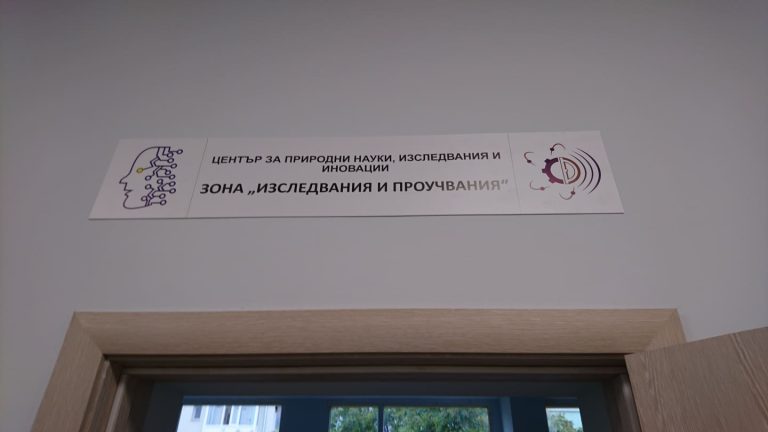 ЦЕНТЪР ЗА ПРИРОДНИ НАУКИ, ИЗСЛЕДВАНИЯ И
ИНОВАЦИИ
ЗОНА „ИЗСЛЕДВАНИЯ И ПРОУЧВАНИЯ“